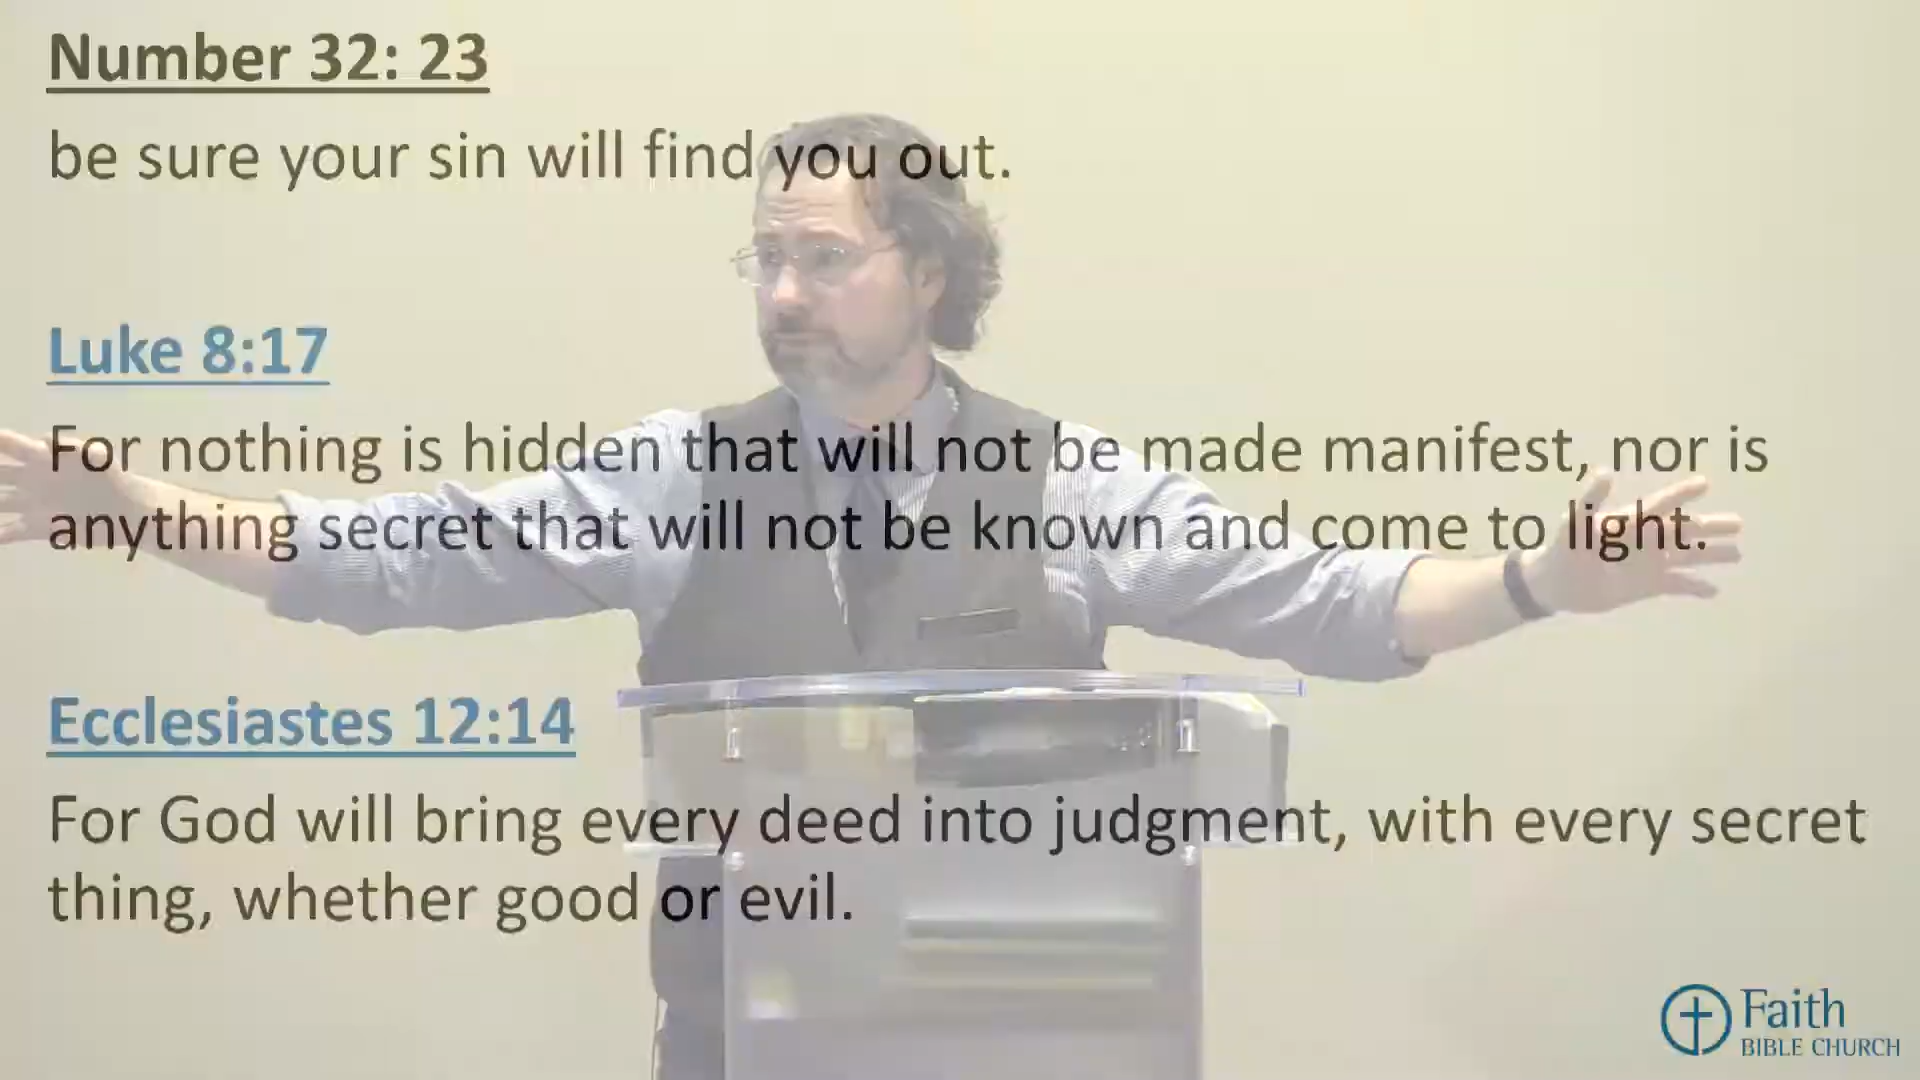 Number 32: 23
be sure your sin will find you out.
Luke 8:17
For nothing is hidden that will not be made manifest, nor is
anything secret that will not be known and come to light.
Ecclesiastes 12:14
For God will bring every deed into judgment, with every secret
thing, whether good or evil.
Faith
BIBLE CHURCH